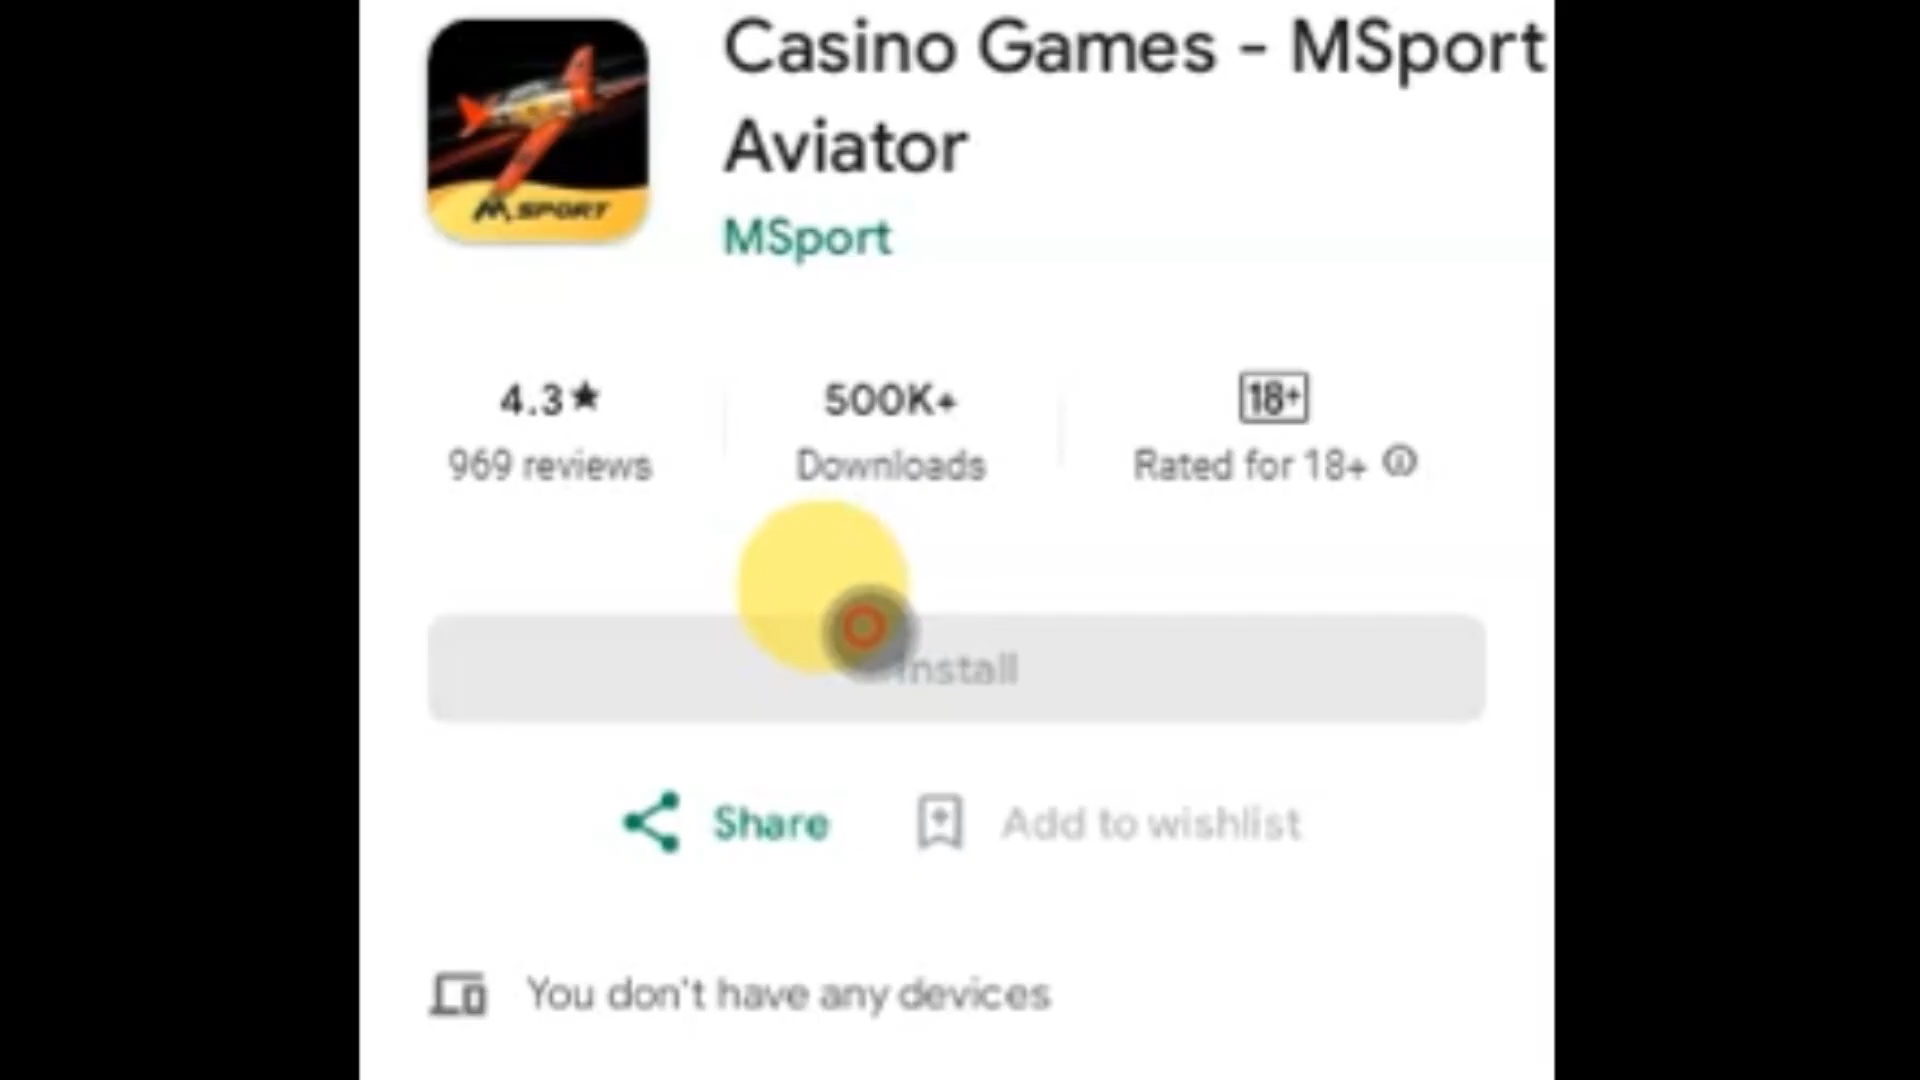 Casino Games - MSport
Aviator
MSport
M SPORT
4.3★
500K+
18+
969 reviews
Downloads
Rated for 18+
Install
Share
Add to wishlist
You don't have any devices